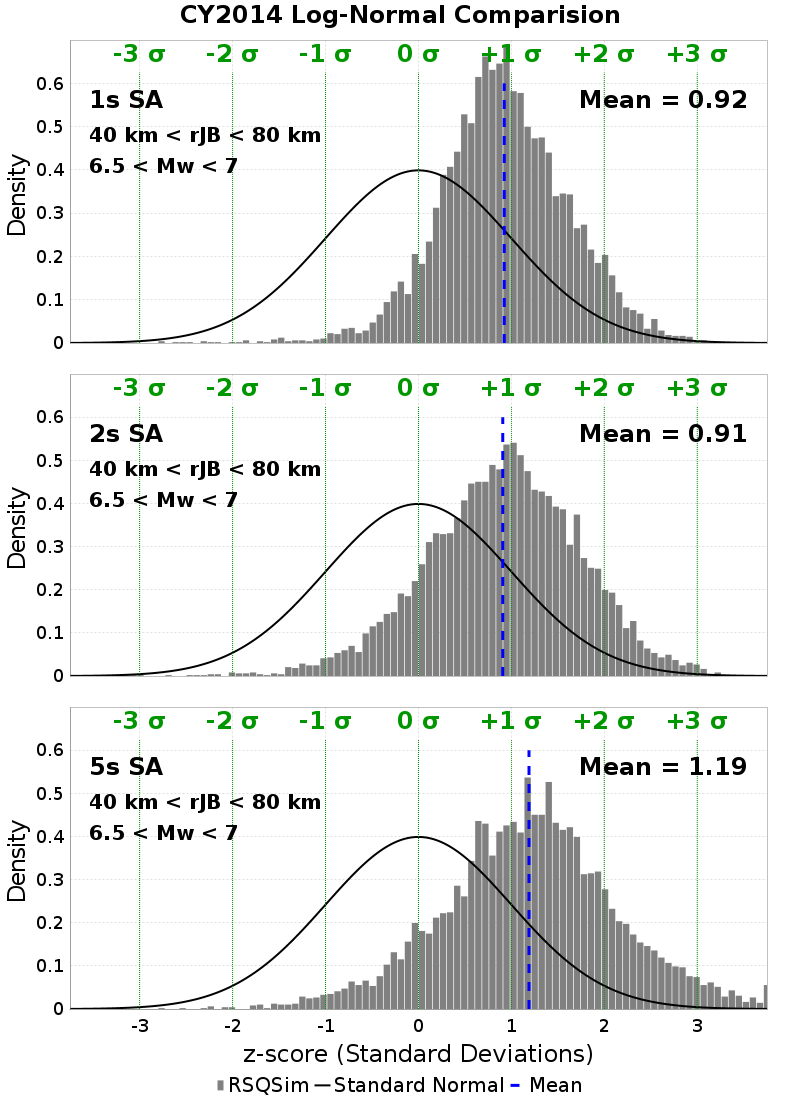 CY2014 Log-Normal Comparision
-3 σ -2 σ -1 σ 0 σ +1 σ +2 σ +3 σ
1s SA Mean = 0.92
40 km < rJB < 80 km
6.5 < Mw < 7
0.6
0.5
0.4
0.3
0.2
0.1
0
Density
-3 σ -2 σ -1 σ 0 σ +1 σ +2 σ +3 σ
2s SA Mean = 0.91
40 km < rJB < 80 km
6.5 < Mw < 7
0.6
0.5
0.4
0.3
0.2
0.1
0
Density
-3 σ -2 σ -1 σ 0 σ +1 σ +2 σ +3 σ
5s SA Mean = 1.19
40 km < rJB < 80 km
6.5 < Mw < 7
0.6
0.5
0.4
0.3
0.2
0.1
0
Density
-3 -2 -1 0 1 2 3
z-score (Standard Deviations)
RSQSim Standard Normal Mean